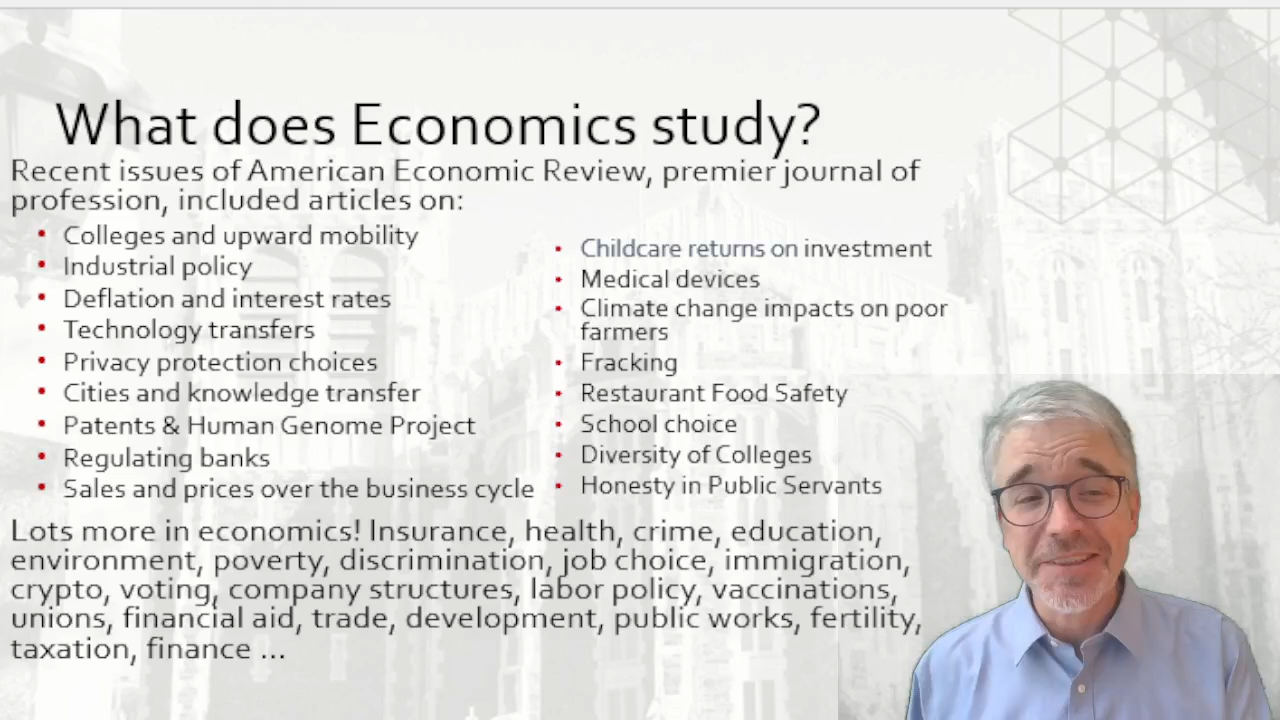 What does Economics study?
Recent issues of American Economic Review, premier journal of
profession, included articles on:
• Colleges and upward mobility
• Industrial policy
• Deflation and interest rates
• Technology transfers
• Privacy protection choices
• Cities and knowledge transfer
• Patents & Human Genome Project
• Regulating banks
• Sales and prices over the business cycle
• Childcare returns on investment
• Medical devices
• Climate change impacts on poor
farmers
• Fracking
• Restaurant Food Safety
• School choice
• Diversity of Colleges
• Honesty in Public Servants
Lots more in economics! Insurance, health, crime, education,
environment, poverty, discrimination, job choice, immigration,
crypto, voting, company structures, labor policy, vaccinations,
unions, financial aid, trade, development, public works, fertility,
taxation, finance ...